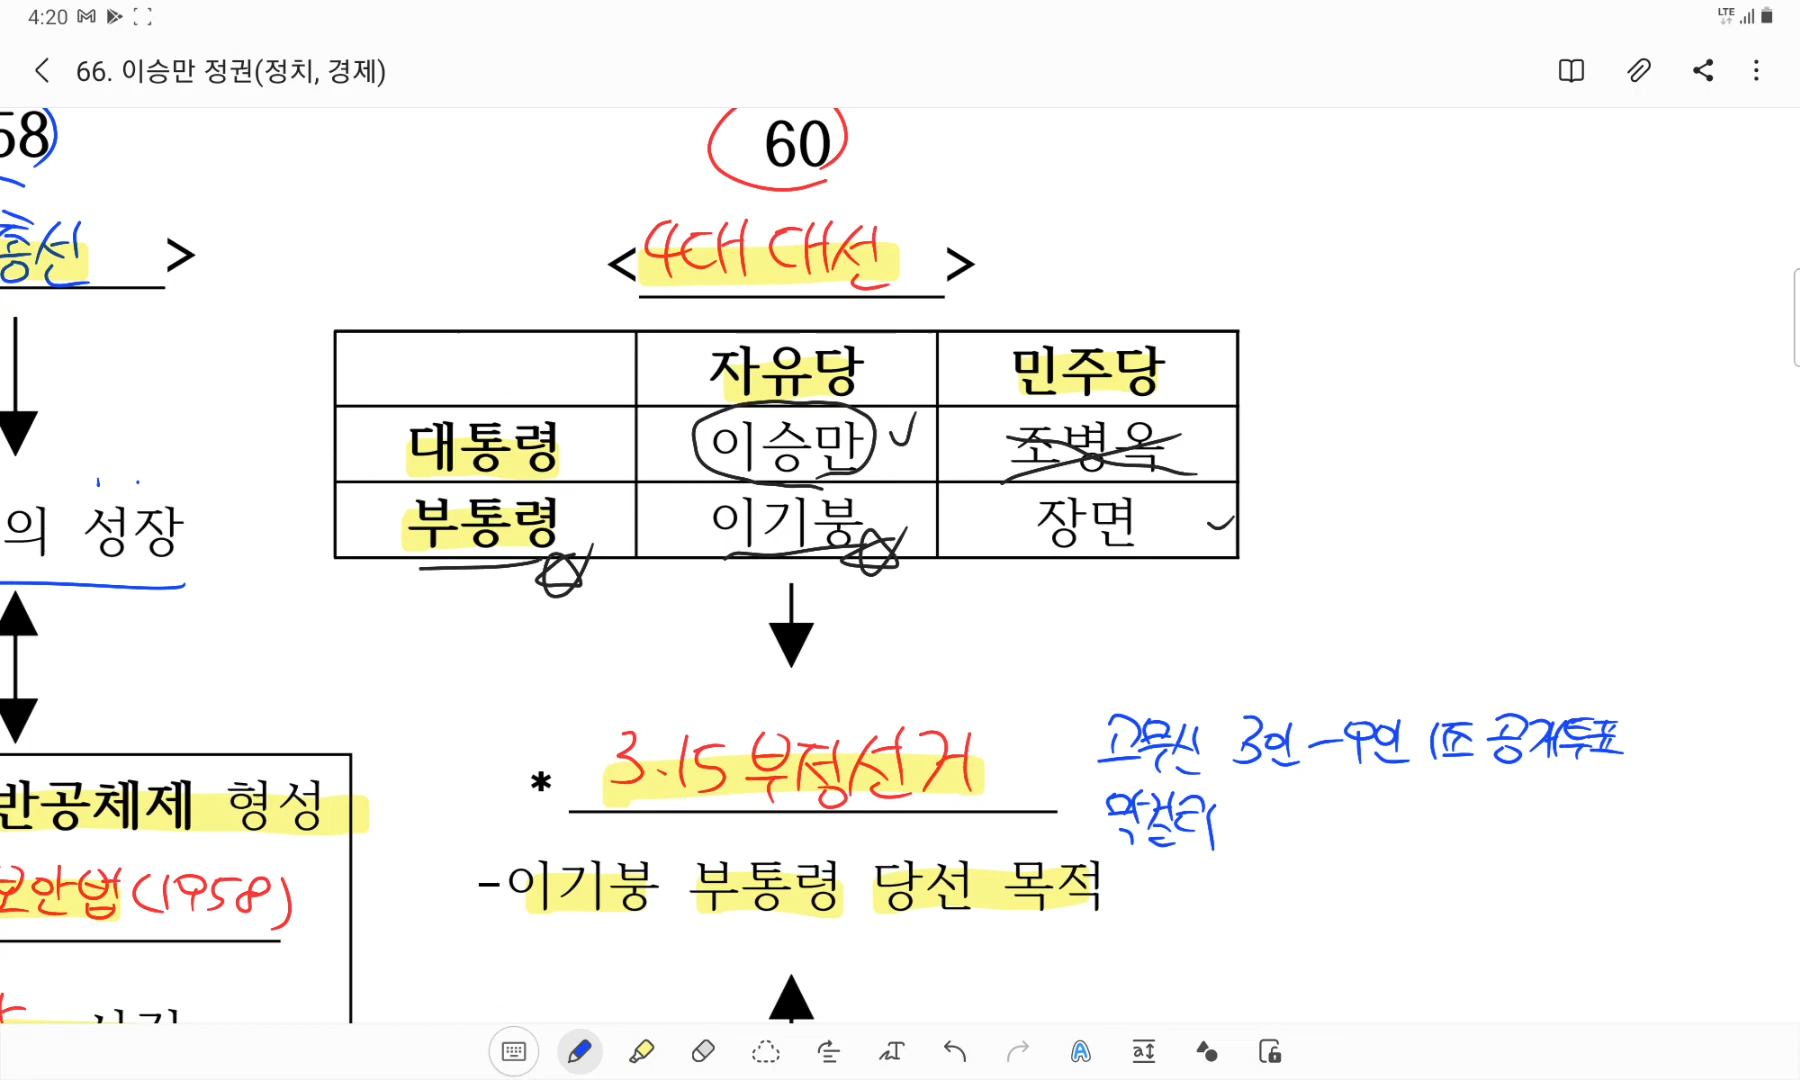 4:20
LTE
66. 이승만 정권(정치, 경제)
58
60
총선 >
<4대 대선>
자유당 민주당
대통령 이승만 조병옥
부통령 이기붕 장면
의 성장
* 3.15 부정선거
고무신 3인-9인 1조 공개투표
막걸리
반공체제 형성
-이기붕 부통령 당선 목적
보안법(1958)